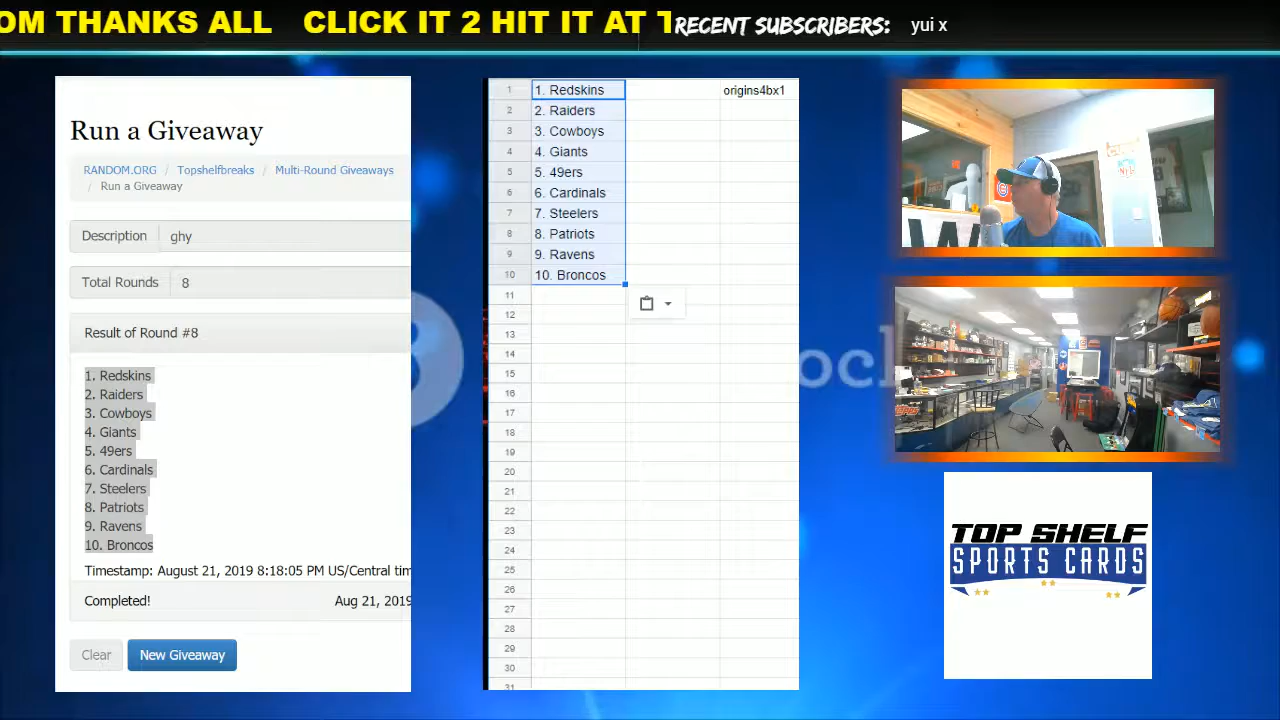 OM THANKS ALL CLICK IT 2 HIT IT AT
RECENT SUBSCRIBERS: yui x
Run a Giveaway
RANDOM.ORG / Topshelfbreaks / Multi-Round Giveaways
/ Run a Giveaway
Description ghy
Total Rounds 8
Result of Round #8
1. Redskins
2. Raiders
3. Cowboys
4. Giants
5. 49ers
6. Cardinals
7. Steelers
8. Patriots
9. Ravens
10. Broncos
Timestamp: August 21, 2019 8:18:05 PM US/Central tim
Completed! Aug 21, 2019
Clear New Giveaway
1 1. Redskins origins4bx1
2 2. Raiders
3 3. Cowboys
4 4. Giants
5 5. 49ers
6 6. Cardinals
7 7. Steelers
8 8. Patriots
9 9. Ravens
10 10. Broncos
11
12
13
14
15
16
17
18
19
20
21
22
23
24
25
26
27
28
29
30
31
TOP SHELF
SPORTS CARDS